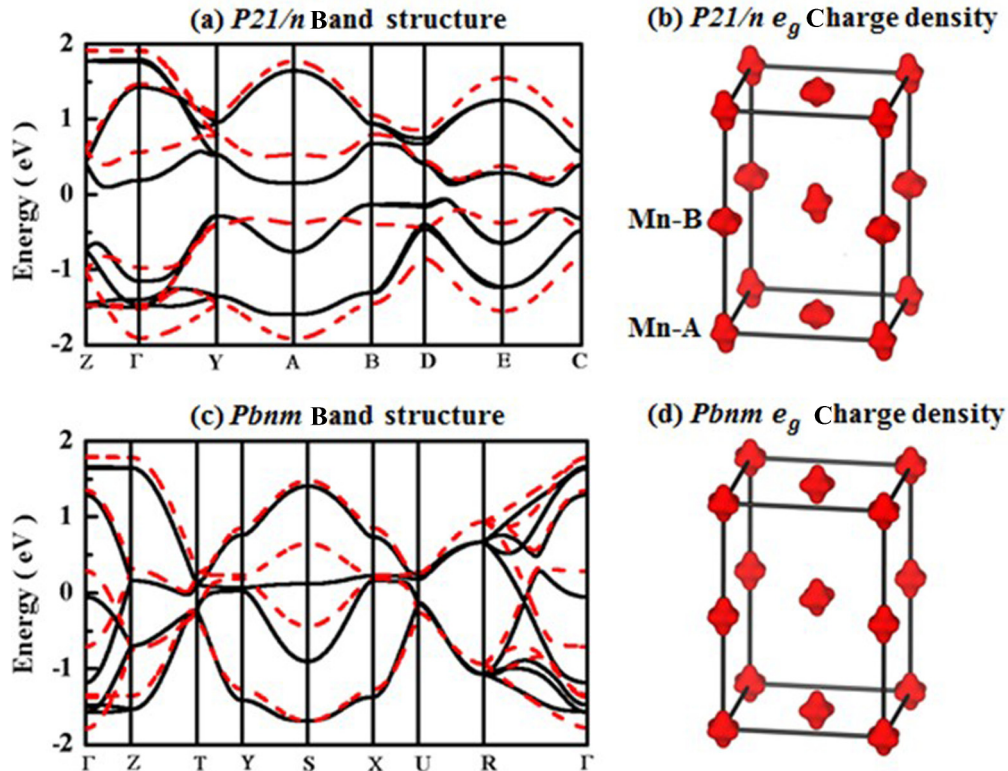 (a) P21/n Band structure
(b) P21/n eg Charge density
2
1
0
-1
-2
Energy ( eV )
Z Γ Y A B D E C
Mn-B
Mn-A
(c) Pbnm Band structure
(d) Pbnm eg Charge density
2
1
0
-1
-2
Energy ( eV )
Γ Z T Y S X U R Γ